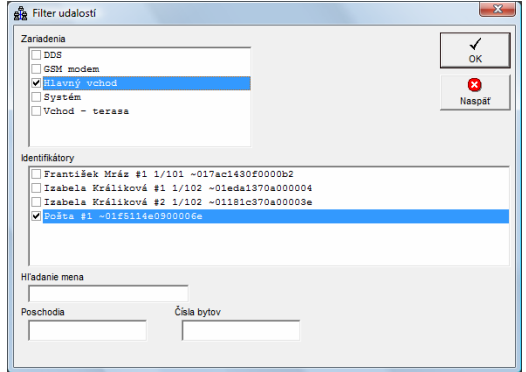 Filter udalostí
Zariadenia
DDS
GSM modem
Hlavný vchod
Systém
Vchod - terasa
OK
Naspäť
Identifikátory
František Mráz #1 1/101 ~017ac1430f0000b2
Izabela Králiková #1 1/102 ~01eda1370a000004
Izabela Králiková #2 1/102 ~01181c370a00003e
Pošta #1 ~01f5114e0900006e
Hľadanie mena
Poschodia
Čísla bytov